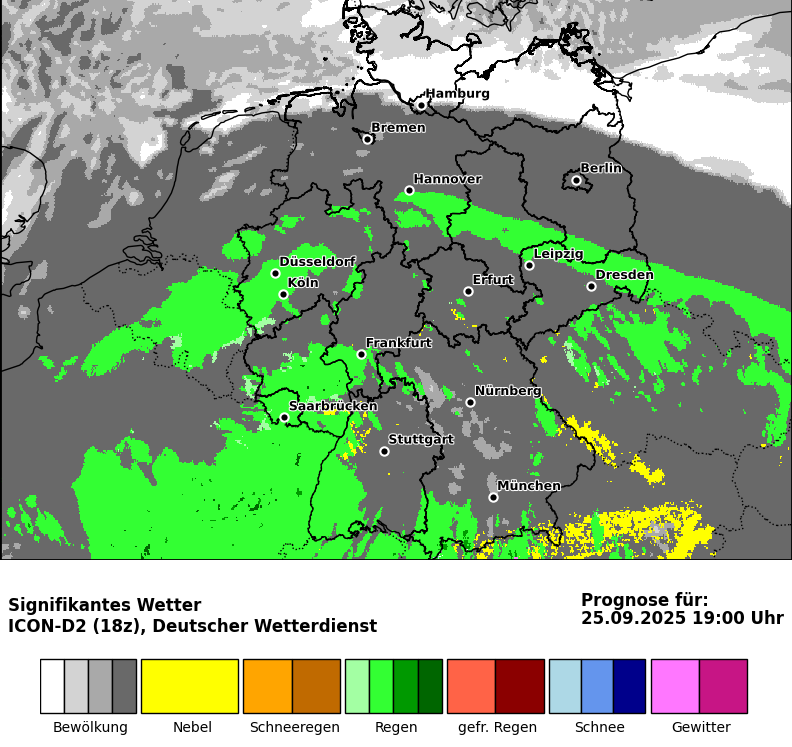 Hamburg
Bremen
Berlin
Hannover
Leipzig
Düsseldorf
Dresden
Köln
Erfurt
Frankfurt
Nürnberg
Saarbrücken
Stuttgart
München
Signifikantes Wetter
ICON-D2 (18z), Deutscher Wetterdienst
Prognose für:
25.09.2025 19:00 Uhr
Bewölkung Nebel Schneeregen Regen gefr. Regen Schnee Gewitter